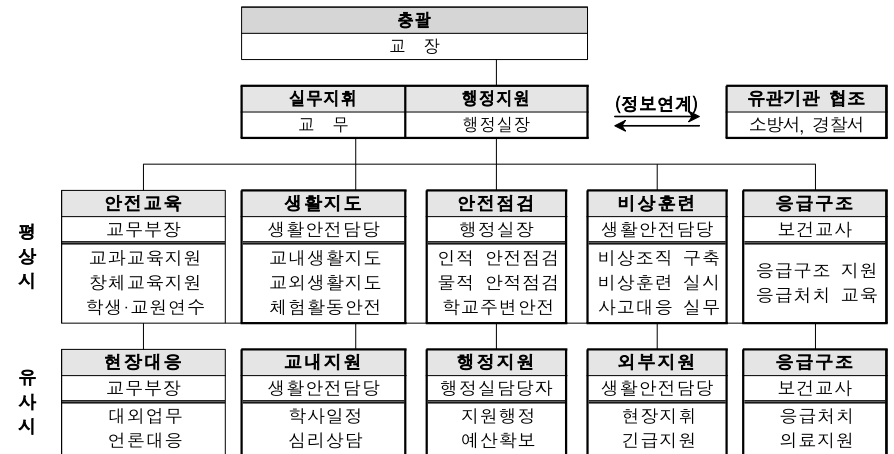 총괄
교 장
실무지휘 행정지원 (정보연계) 유관기관 협조
교 무 행정실장 소방서, 경찰서
평상시
안전교육 생활지도 안전점검 비상훈련 응급구조
교무부장 생활안전담당 행정실장 생활안전담당 보건교사
교과교육지원 교내생활지도 인적 안전점검 비상조직 구축 응급구조 지원
창체교육지원 교외생활지도 물적 안적점검 비상훈련 실시 응급처치 교육
학생·교원연수 체험활동안전 학교주변안전 사고대응 실무
유사시
현장대응 교내지원 행정지원 외부지원 응급구조
교무부장 생활안전담당 행정실담당자 생활안전담당 보건교사
대외업무 학사일정 지원행정 현장지휘 응급처치
언론대응 심리상담 예산확보 긴급지원 의료지원